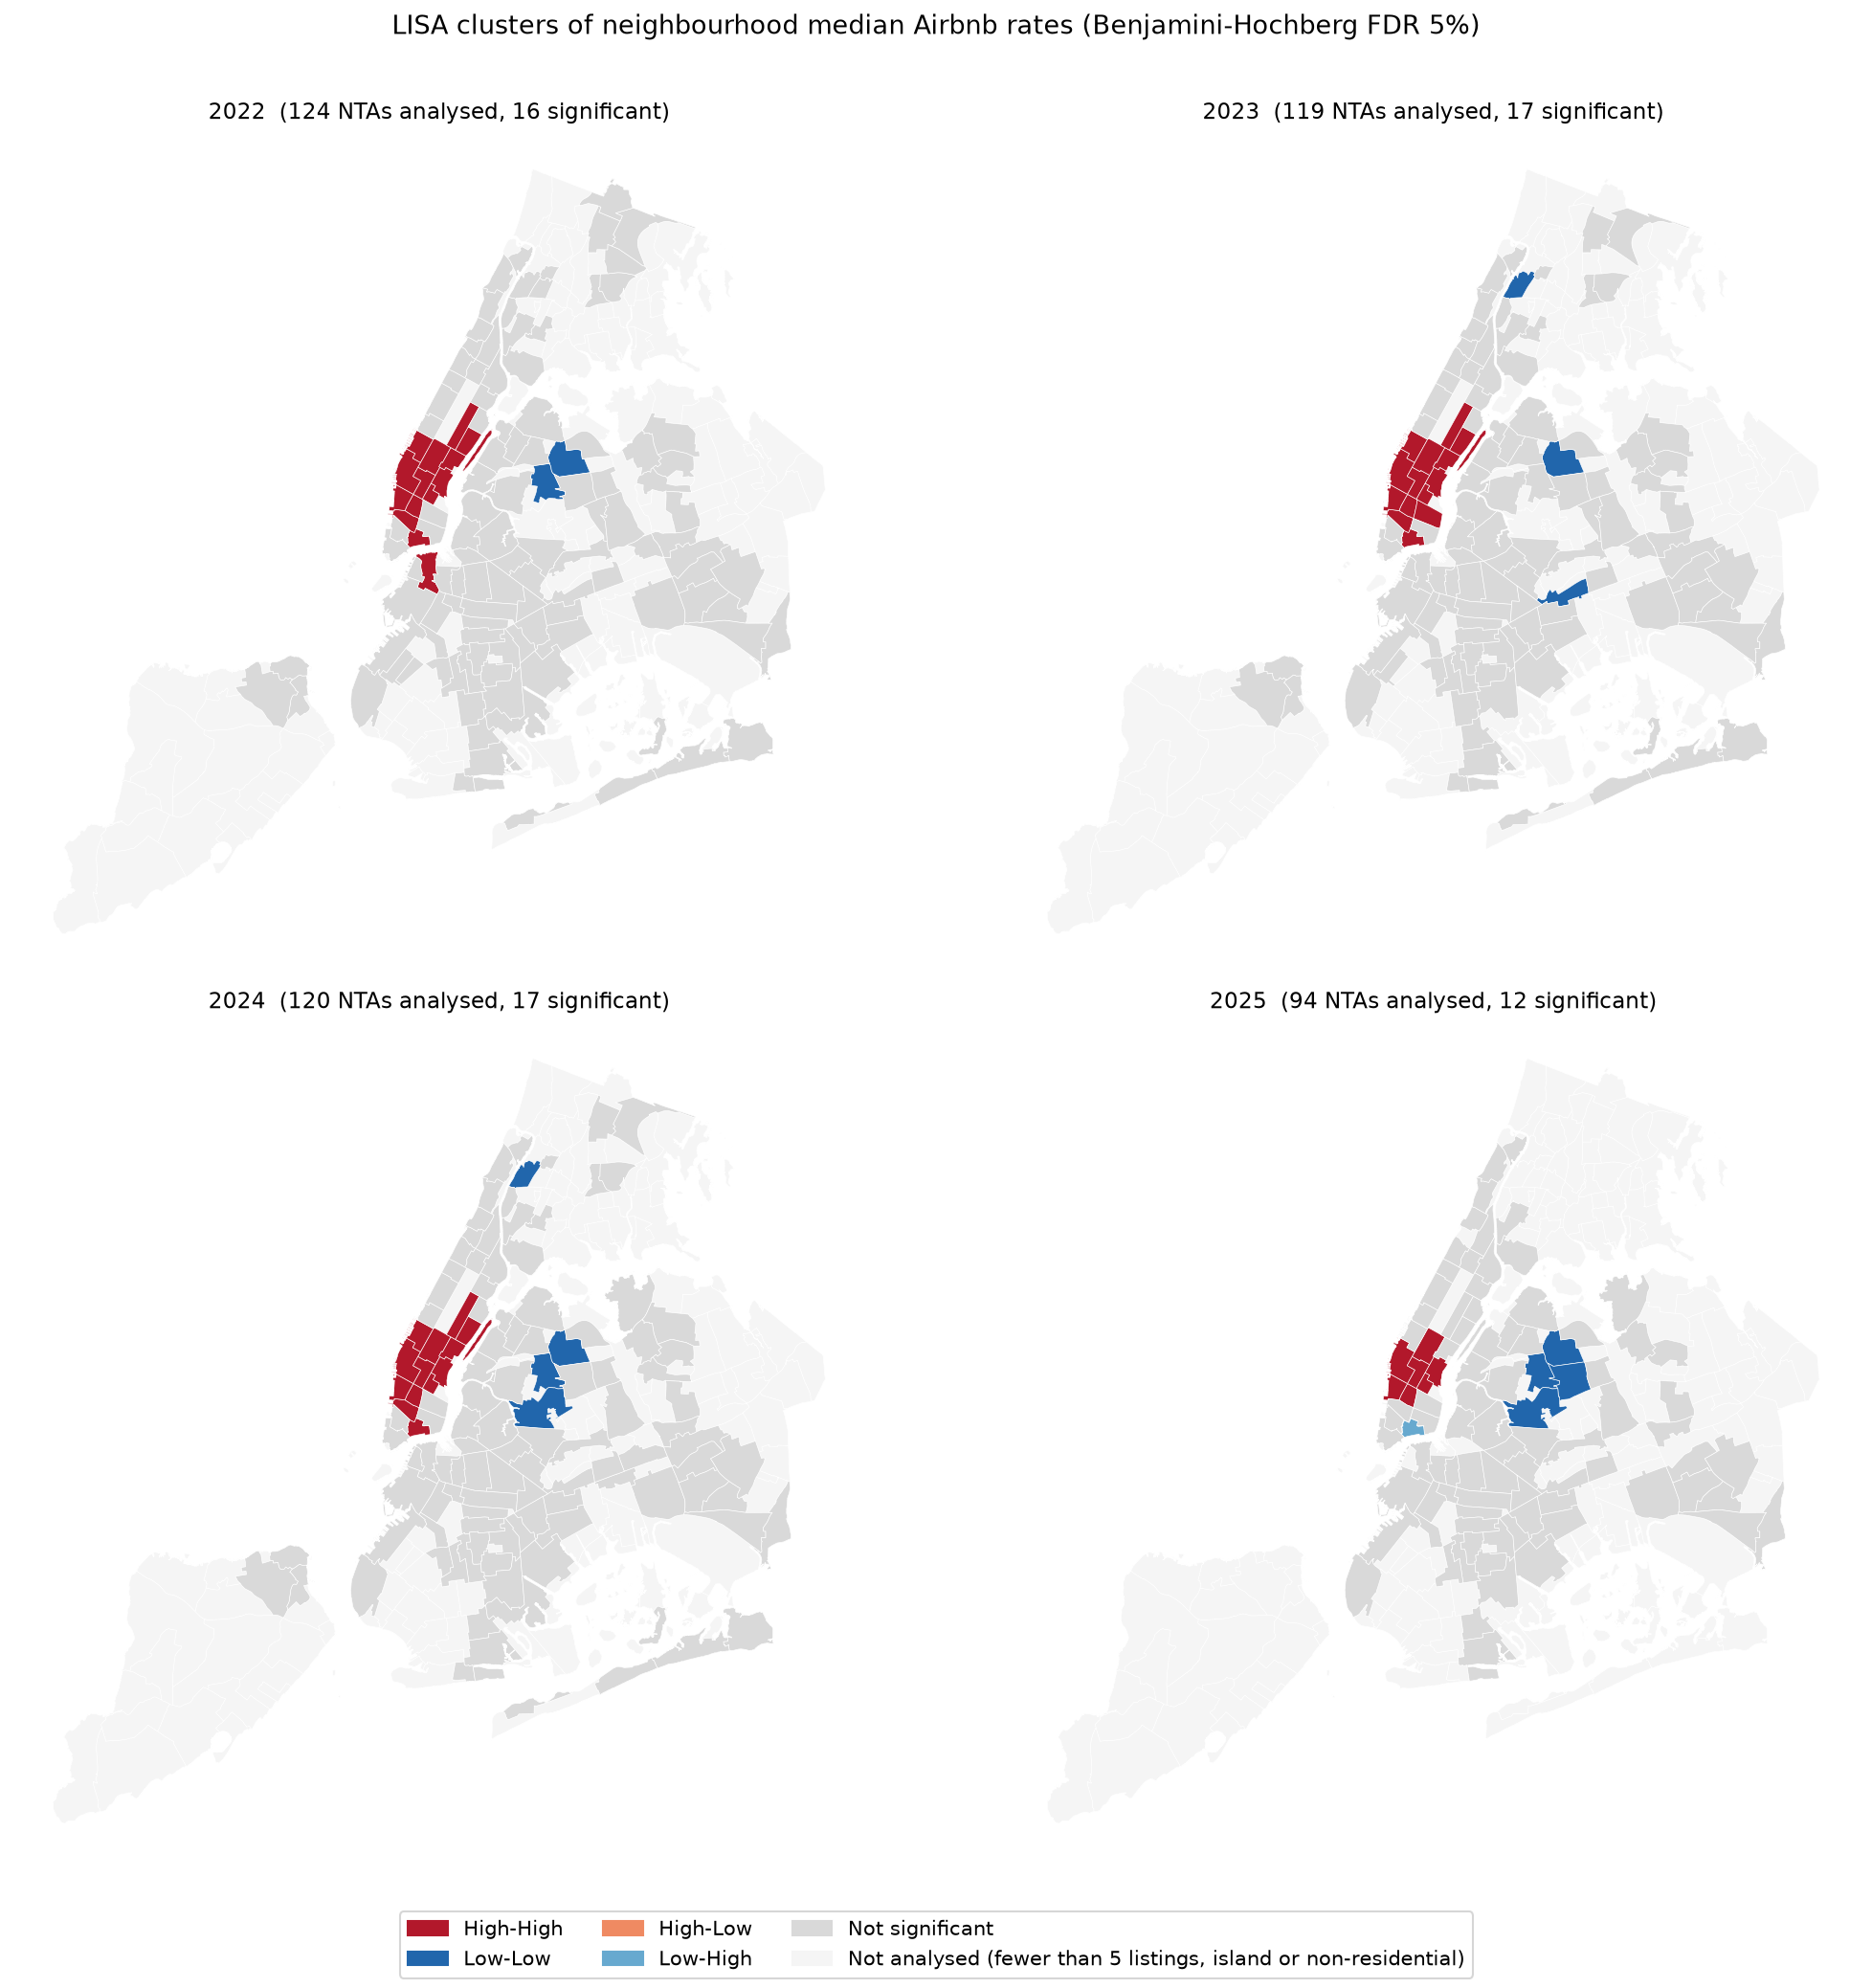 LISA clusters of neighbourhood median Airbnb rates (Benjamini-Hochberg FDR 5%)
2022 (124 NTAs analysed, 16 significant)
2023 (119 NTAs analysed, 17 significant)
2024 (120 NTAs analysed, 17 significant)
2025 (94 NTAs analysed, 12 significant)
High-High
High-Low
Not significant
Low-Low
Low-High
Not analysed (fewer than 5 listings, island or non-residential)